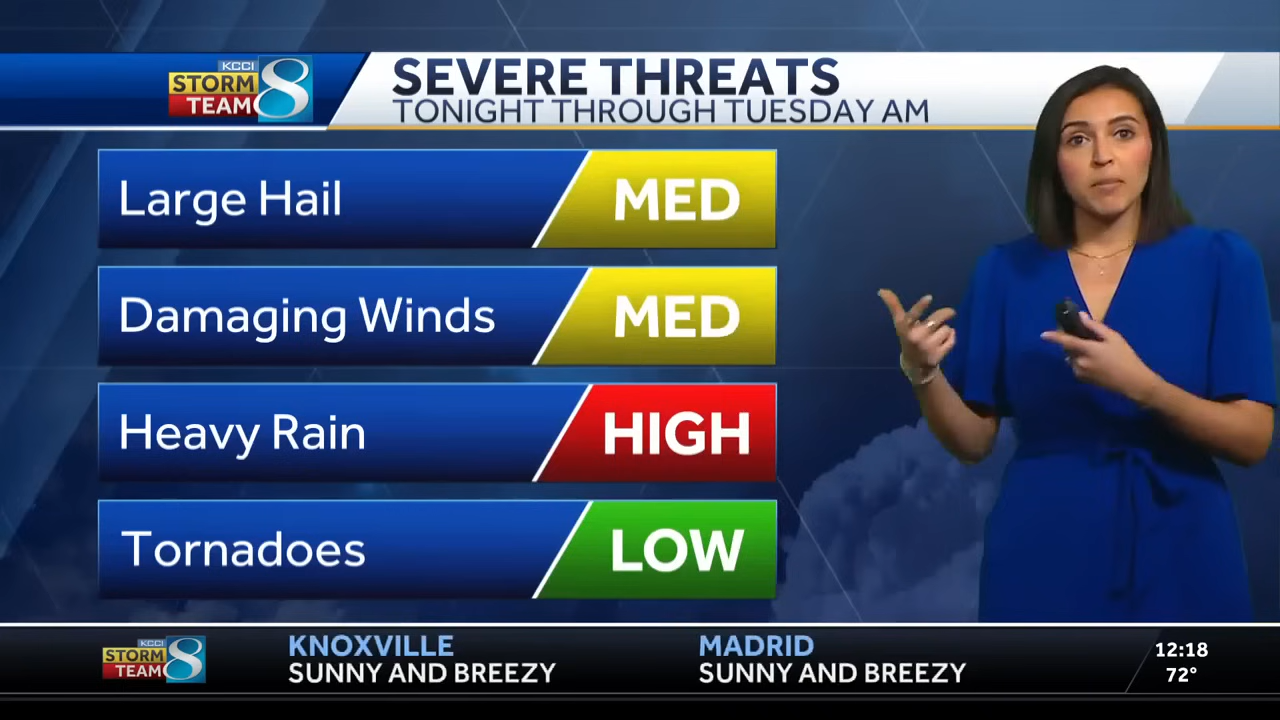 KCCI
STORM
TEAM 8
SEVERE THREATS
TONIGHT THROUGH TUESDAY AM
Large Hail MED
Damaging Winds MED
Heavy Rain HIGH
Tornadoes LOW
KCCI
STORM
TEAM 8
KNOXVILLE
SUNNY AND BREEZY
MADRID
SUNNY AND BREEZY
12:18
72°